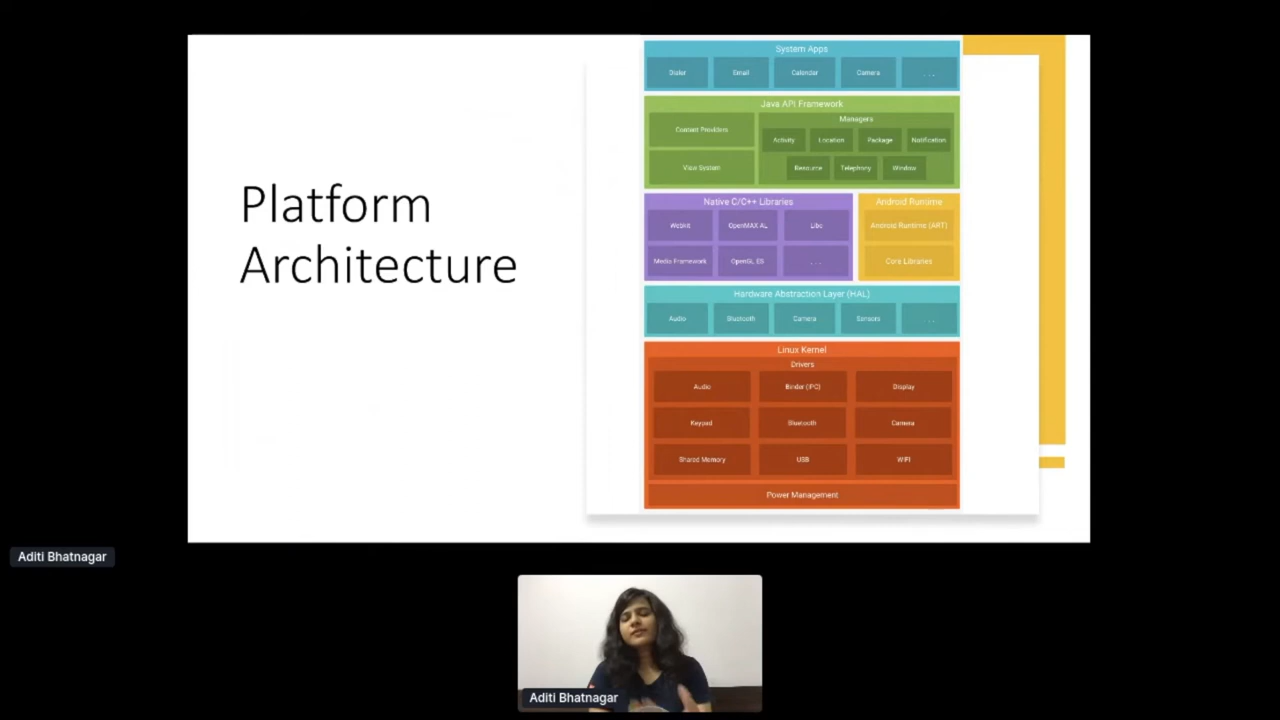 Platform
Architecture
System Apps
Dialer Email Calendar Camera ...
Java API Framework
Content Providers
View System
Managers
Activity Location Package Notification
Resource Telephony Window
Native C/C++ Libraries
Webkit OpenMAX AL Libc
Media Framework OpenGL ES ...
Android Runtime
Android Runtime (ART)
Core Libraries
Hardware Abstraction Layer (HAL)
Audio Bluetooth Camera Sensors ...
Linux Kernel
Drivers
Audio Binder (IPC) Display
Keypad Bluetooth Camera
Shared Memory USB WIFI
Power Management
Aditi Bhatnagar
Aditi Bhatnagar